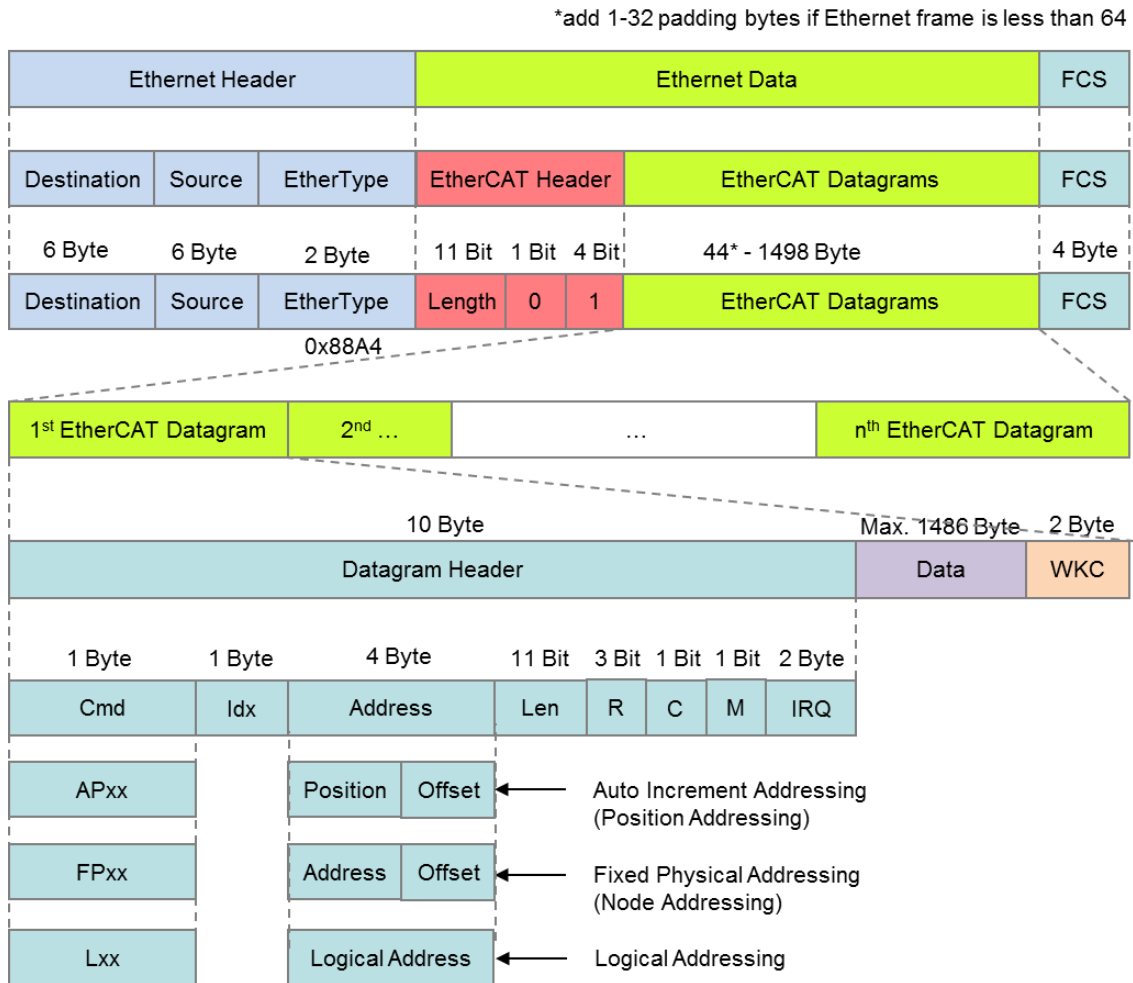 *add 1-32 padding bytes if Ethernet frame is less than 64
Ethernet Header Ethernet Data FCS
Destination Source EtherType EtherCAT Header EtherCAT Datagrams FCS
6 Byte 6 Byte 2 Byte 11 Bit 1 Bit 4 Bit 44* - 1498 Byte 4 Byte
Destination Source EtherType Length 0 1 EtherCAT Datagrams FCS
0x88A4
1st EtherCAT Datagram 2nd ... ... nth EtherCAT Datagram
10 Byte Max. 1486 Byte 2 Byte
Datagram Header Data WKC
1 Byte 1 Byte 4 Byte 11 Bit 3 Bit 1 Bit 1 Bit 2 Byte
Cmd Idx Address Len R C M IRQ
APxx Position Offset Auto Increment Addressing
(Position Addressing)
FPxx Address Offset Fixed Physical Addressing
(Node Addressing)
Lxx Logical Address Logical Addressing